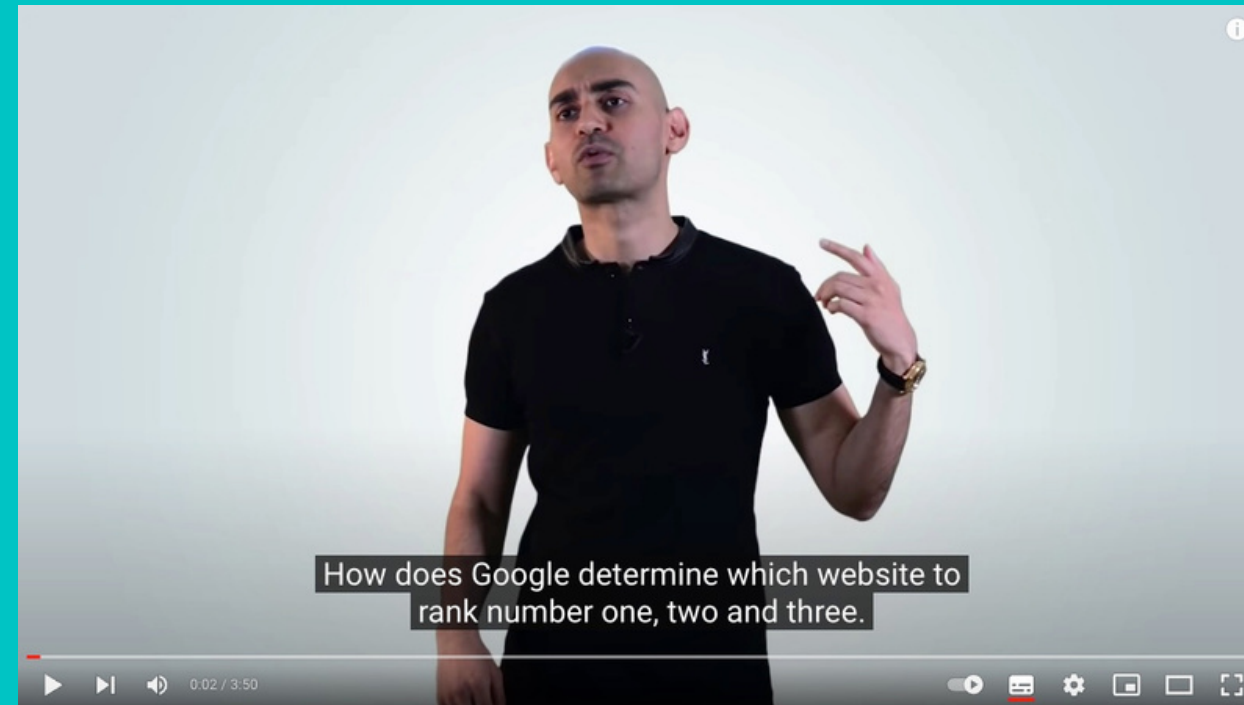 How does Google determine which website to
rank number one, two and three.
0:02 / 3:50